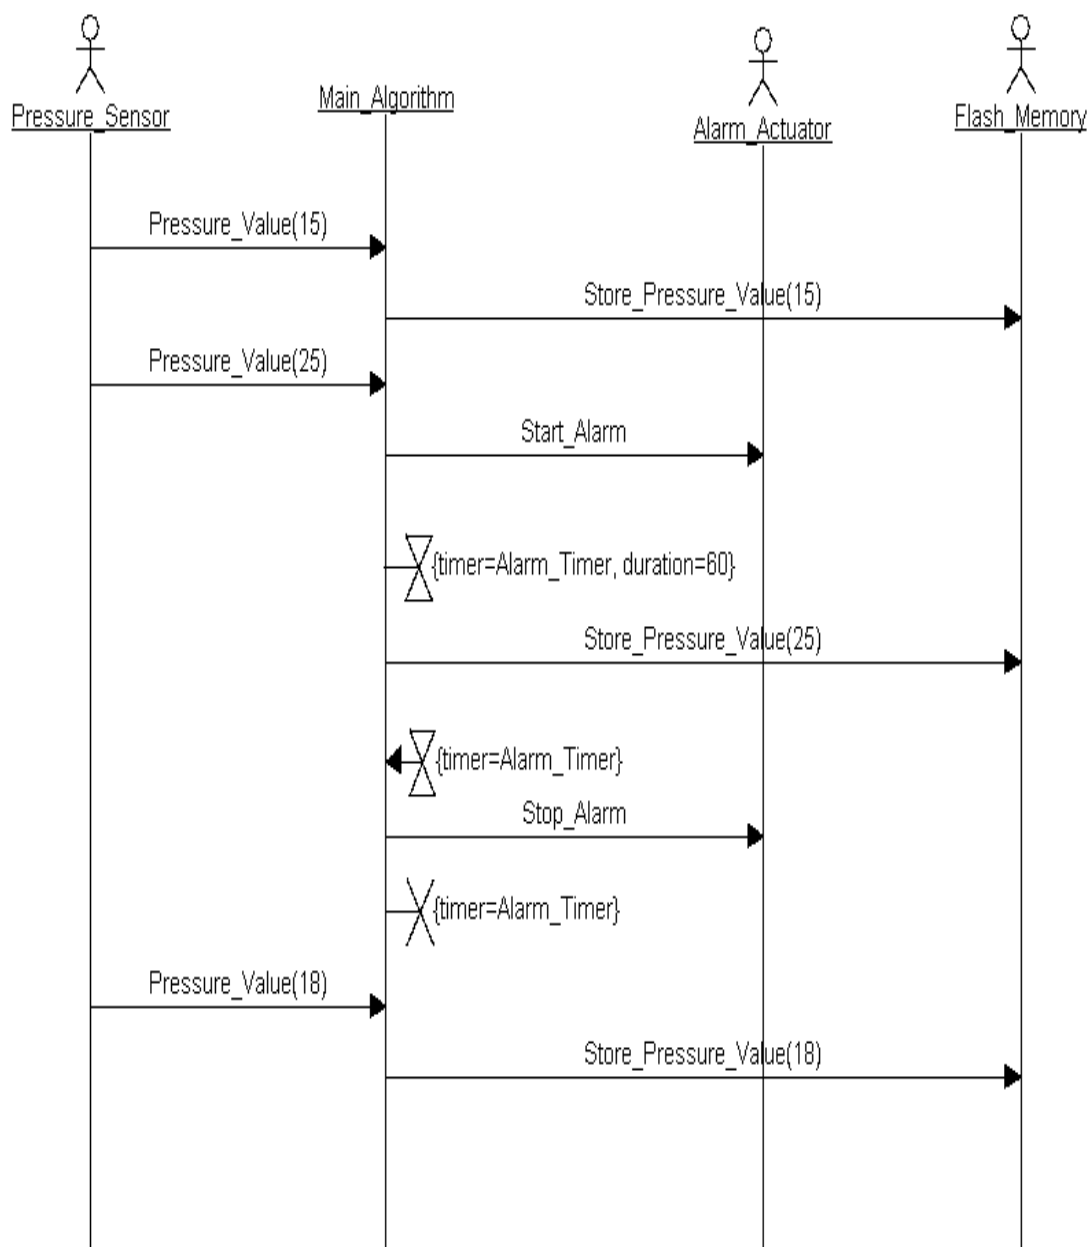 Pressure_Sensor
Main_Algorithm
Alarm_Actuator
Flash_Memory
Pressure_Value(15)
Store_Pressure_Value(15)
Pressure_Value(25)
Start_Alarm
{timer=Alarm_Timer, duration=60}
Store_Pressure_Value(25)
{timer=Alarm_Timer}
Stop_Alarm
{timer=Alarm_Timer}
Pressure_Value(18)
Store_Pressure_Value(18)